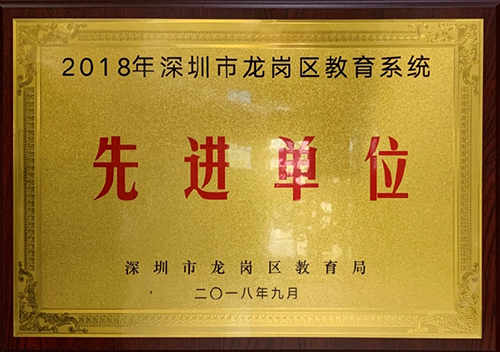 2018年深圳市龙岗区教育系统
先进单位
深圳市龙岗区教育局
二〇一八年九月